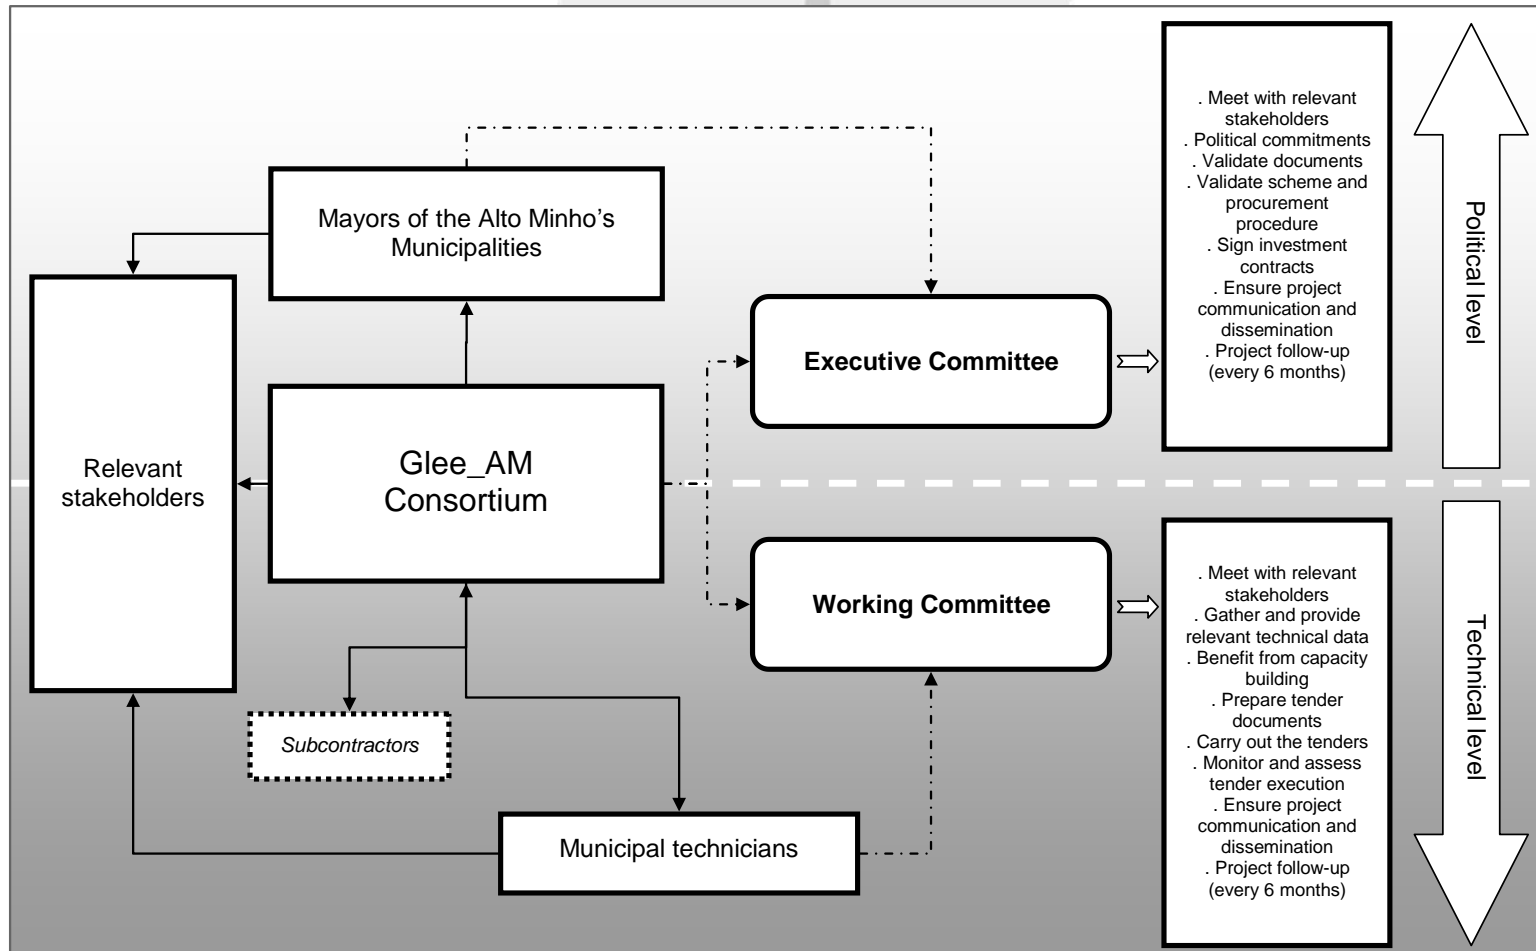 Mayors of the Alto Minho’s
Municipalities
Relevant
stakeholders
Glee_AM
Consortium
Subcontractors
Municipal technicians
Executive Committee
Working Committee
. Meet with relevant
stakeholders
. Political commitments
. Validate documents
. Validate scheme and
procurement
procedure
. Sign investment
contracts
. Ensure project
communication and
dissemination
. Project follow-up
(every 6 months)
. Meet with relevant
stakeholders
. Gather and provide
relevant technical data
. Benefit from capacity
building
. Prepare tender
documents
. Carry out the tenders
. Monitor and assess
tender execution
. Ensure project
communication and
dissemination
. Project follow-up
(every 6 months)
Political level
Technical level